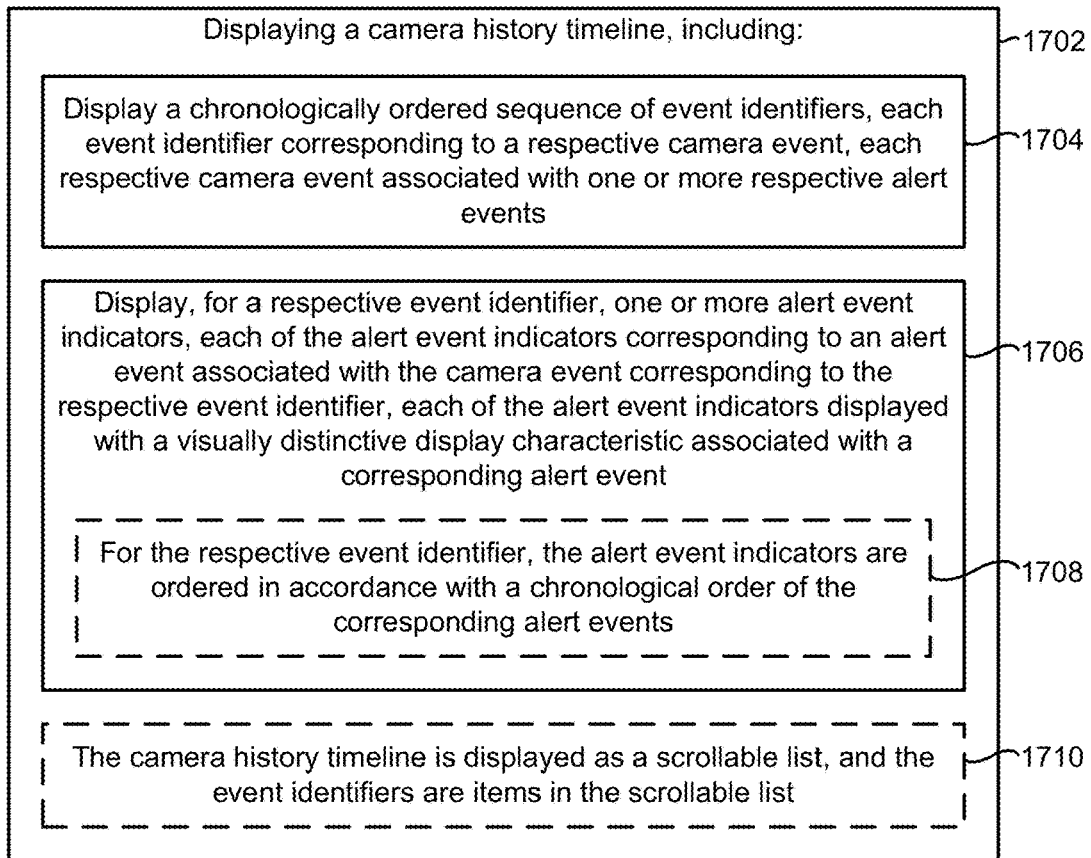 Displaying a camera history timeline, including:
1702
Display a chronologically ordered sequence of event identifiers, each
event identifier corresponding to a respective camera event, each
respective camera event associated with one or more respective alert
events
1704
Display, for a respective event identifier, one or more alert event
indicators, each of the alert event indicators corresponding to an alert
event associated with the camera event corresponding to the
respective event identifier, each of the alert event indicators displayed
with a visually distinctive display characteristic associated with a
corresponding alert event
1706
For the respective event identifier, the alert event indicators are
ordered in accordance with a chronological order of the
corresponding alert events
1708
The camera history timeline is displayed as a scrollable list, and the
event identifiers are items in the scrollable list
1710